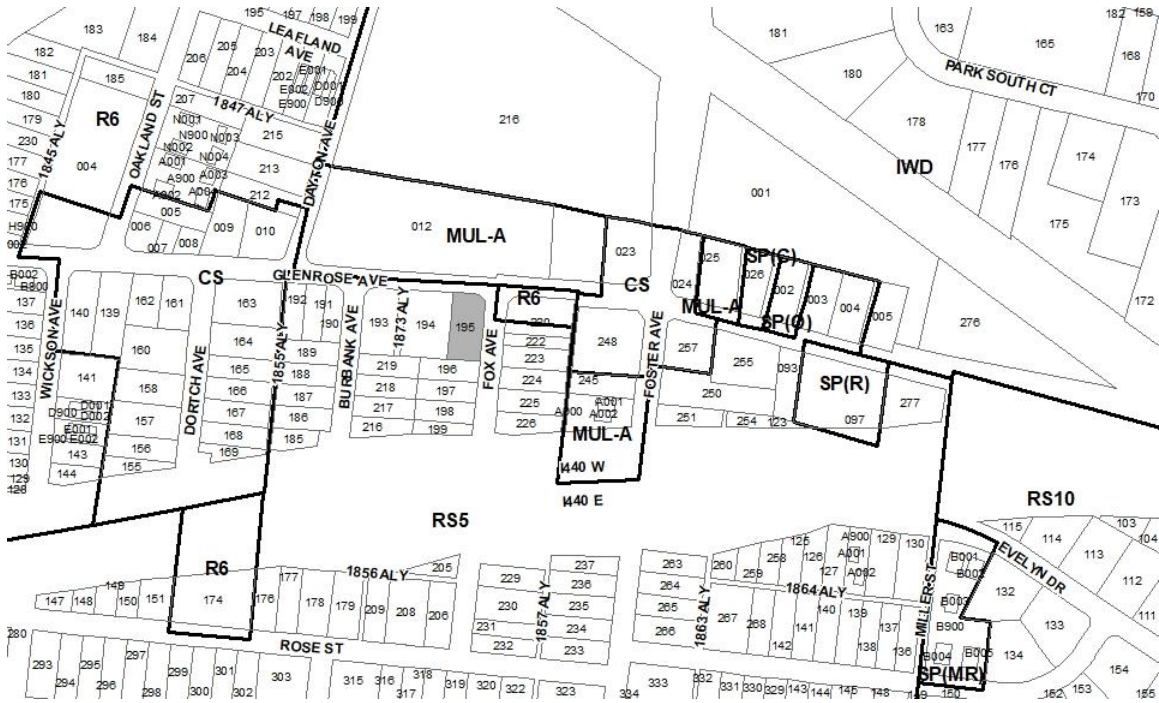 183
184
195
197
198
199
LEAFLAND
AVE
182
206
205
203
204
202
E001
E002
D001
E900
D900
181
185
180
207
1847 ALY
179
R6
N001
N900
N003
215
230
N002
N004
177
A001
A003
213
004
A900
176
A902
212
175
005
H900
006
007
008
009
010
1845 ALY
OAKLAND ST
DAYTON AVE
216
012
MUL-A
181
180
163
165
182
159
168
170
PARK SOUTH CT
178
177
176
174
175
173
172
IWD
001
276
023
CS
024
025
026
SP(C)
002
003
004
005
MUL-A
SP(O)
CS
GLENROSE AVE
R6
220
B002
B900
137
140
139
162
161
163
192
191
190
193
1873 ALY
194
195
136
164
222
248
257
135
160
189
223
255
093
134
141
165
188
219
196
224
245
250
SP(R)
133
158
166
187
218
197
277
132
D900
D001
D002
157
167
186
217
198
225
A001
A002
A000
251
254
123
097
131
E001
E900
E002
156
168
185
216
199
226
MUL-A
130
143
155
169
129
144
128
WICKSON AVE
DORTCH AVE
1855 ALY
BURBANK AVE
FOX AVE
FOSTER AVE
I440 W
I440 E
RS5
RS10
R6
147
148
149
150
151
174
176
177
178
179
209
208
206
205
1856 ALY
229
230
231
232
1857 ALY
237
236
235
234
233
263
264
265
266
1863 ALY
260
259
258
125
126
127
A900
A001
A002
129
130
1864 ALY
267
268
142
141
140
139
138
137
136
MILLER ST
B001
B002
B003
B900
B004
B005
SP(MR)
115
114
113
103
104
112
111
EVELYN DR
132
133
134
154
153
152
155
280
293
294
295
296
297
298
299
300
301
302
303
ROSE ST
315
316
317
318
319
320
322
323
334
333
332
331
330
329
143
144
145
148
149
150